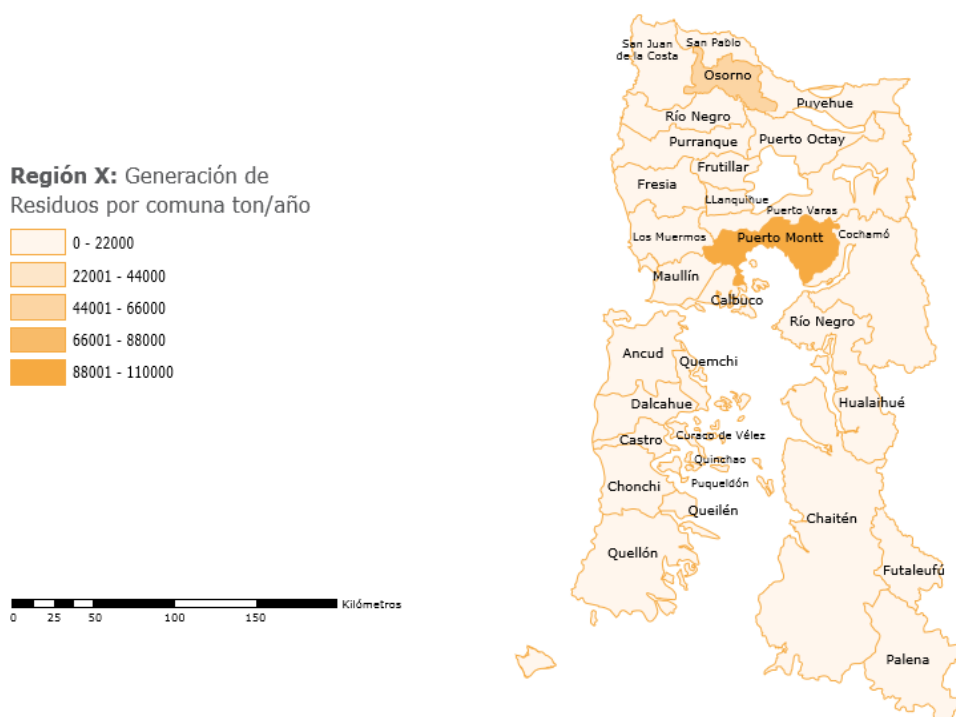 Región X: Generación de
Residuos por comuna ton/año
0 - 22000
22001 - 44000
44001 - 66000
66001 - 88000
88001 - 110000
Kilómetros
0 25 50 100 150
San Juan
de la Costa
San Pablo
Osorno
Puyehue
Río Negro
Purranque
Puerto Octay
Frutillar
Fresia
LLanquihue
Puerto Varas
Los Muermos
Puerto Montt
Cochamó
Maullín
Calbuco
Río Negro
Ancud
Quemchi
Dalcahue
Hualaihué
Castro
Curaco de Vélez
Quinchao
Chonchi
Puqueldón
Queilén
Chaitén
Quellón
Futaleufú
Palena